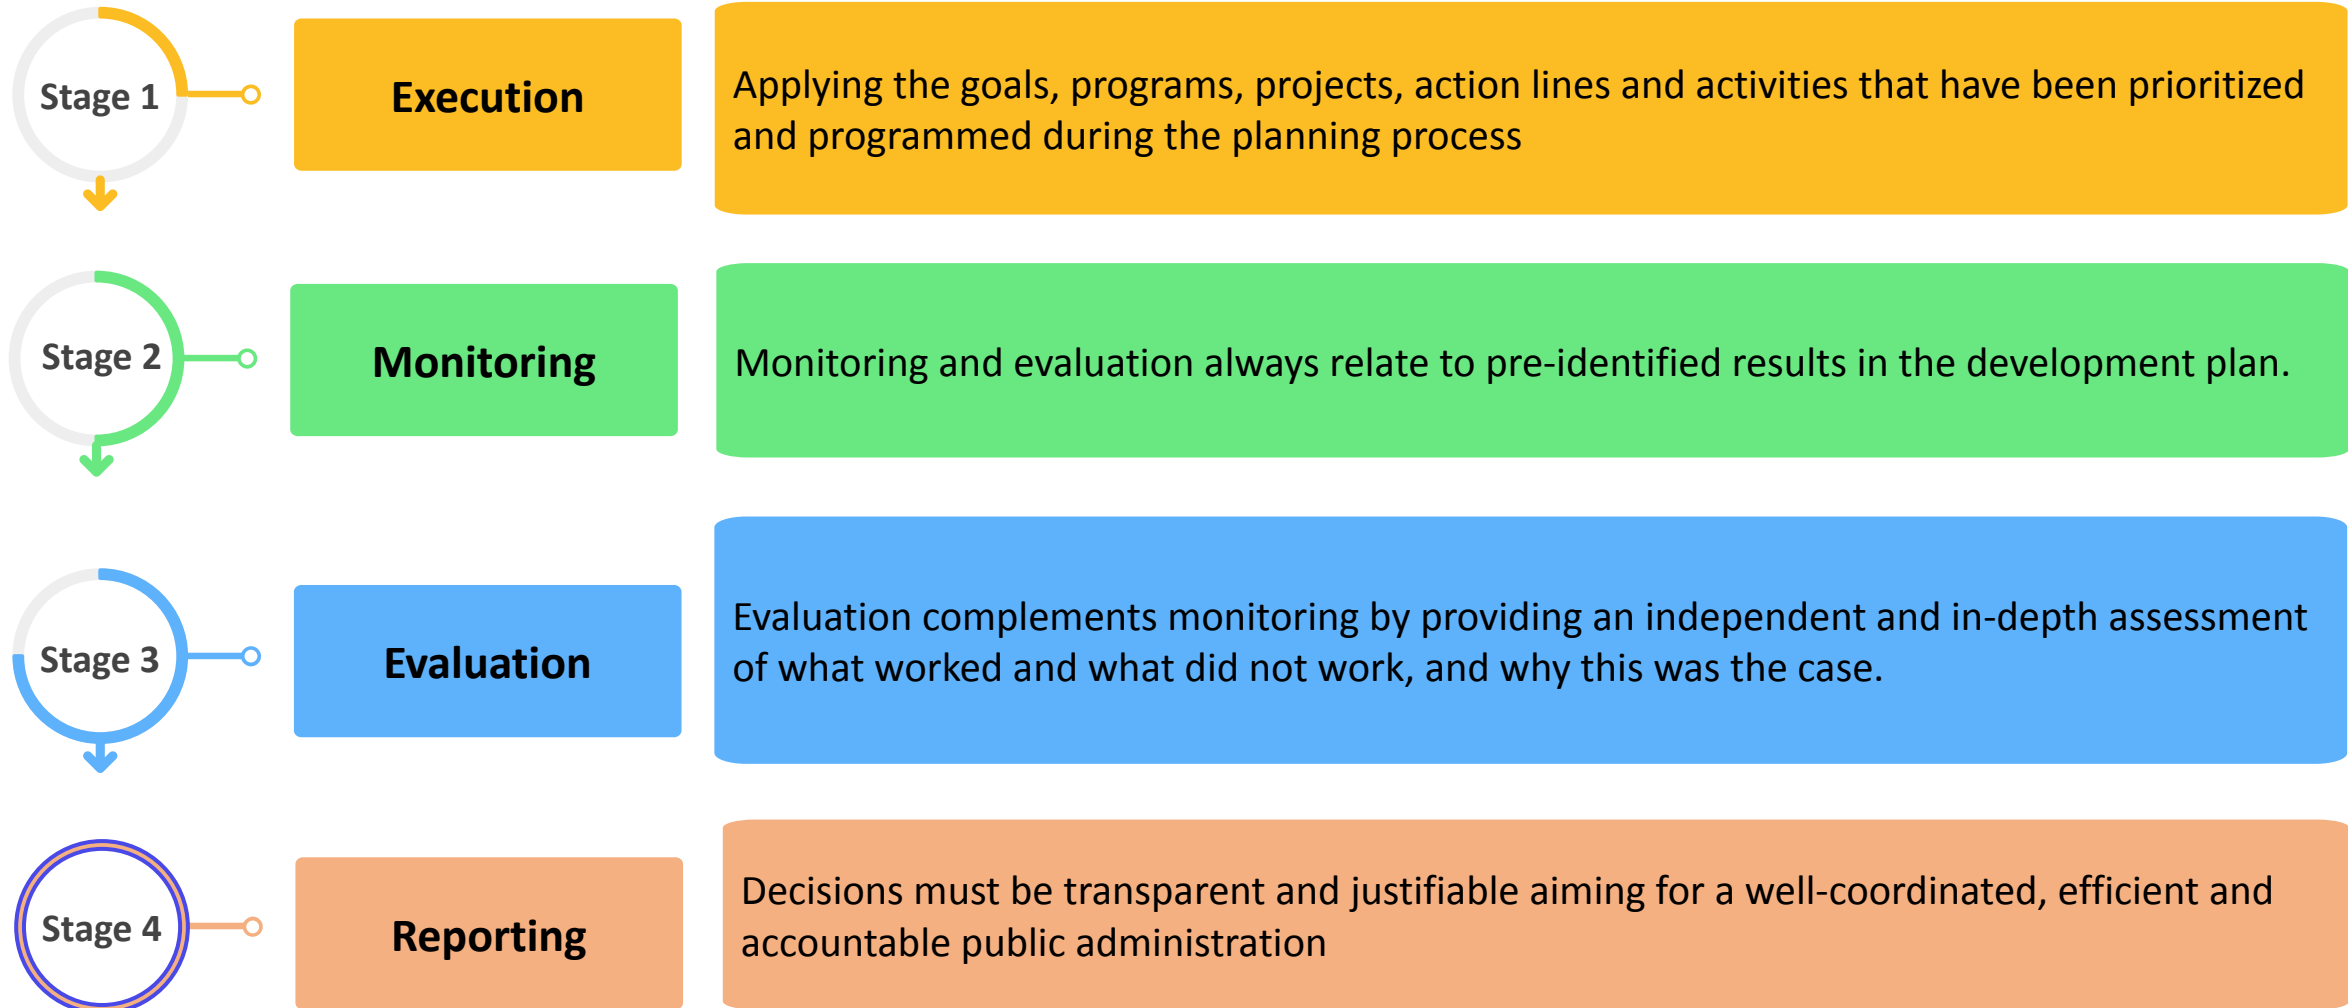 Stage 1
Execution
Applying the goals, programs, projects, action lines and activities that have been prioritized
and programmed during the planning process
Stage 2
Monitoring
Monitoring and evaluation always relate to pre-identified results in the development plan.
Stage 3
Evaluation
Evaluation complements monitoring by providing an independent and in-depth assessment
of what worked and what did not work, and why this was the case.
Stage 4
Reporting
Decisions must be transparent and justifiable aiming for a well-coordinated, efficient and
accountable public administration